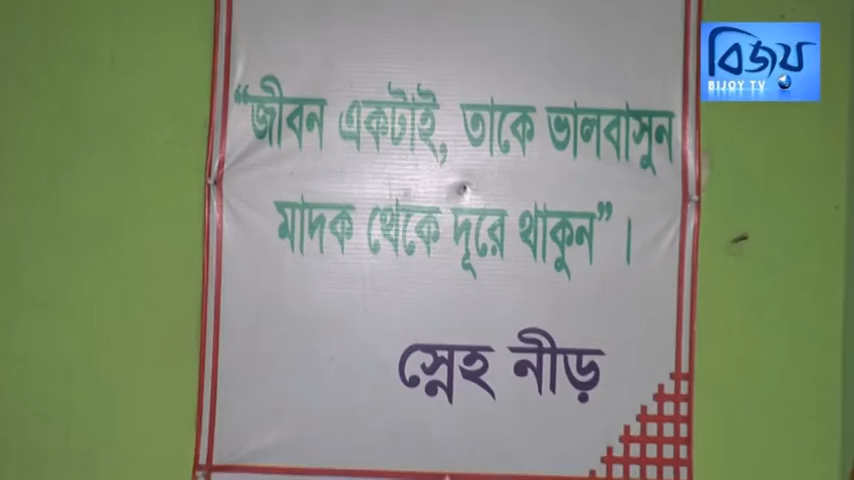 বিজয়
BIJOY TV
“জীবন একটাই, তাকে ভালবাসুন
মাদক থেকে দূরে থাকুন”।
স্নেহ নীড়